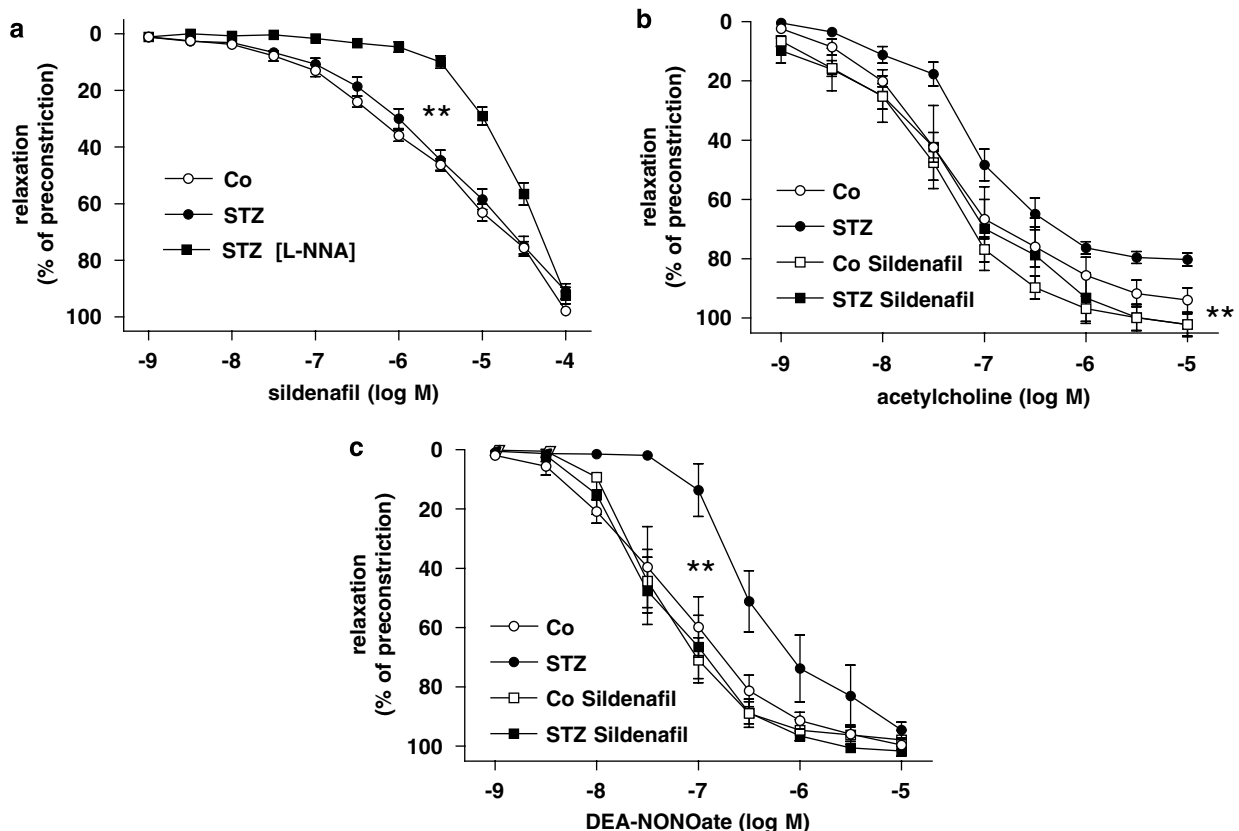 a
relaxation
(% of preconstriction)
0
20
40
60
80
100
**
Co
STZ
STZ [L-NNA]
-9
-8
-7
-6
-5
-4
sildenafil (log M)
b
relaxation
(% of preconstriction)
0
20
40
60
80
100
Co
STZ
Co Sildenafil
STZ Sildenafil
**
-9
-8
-7
-6
-5
acetylcholine (log M)
c
relaxation
(% of preconstriction)
0
20
40
60
80
100
**
Co
STZ
Co Sildenafil
STZ Sildenafil
-9
-8
-7
-6
-5
DEA-NONOate (log M)